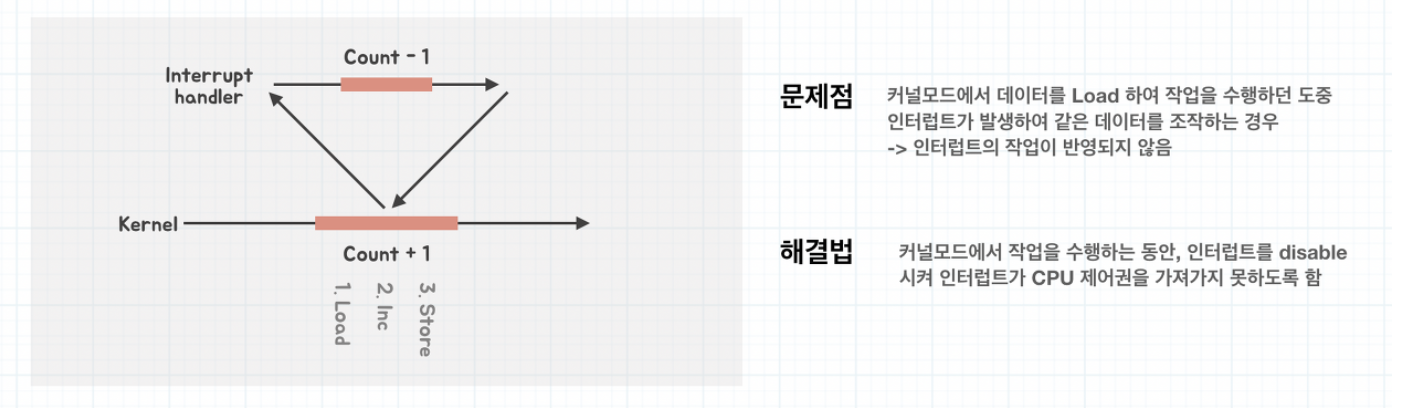 Count - 1
Interrupt
handler
Kernel
Count + 1
1. Load
2. Inc
3. Store
문제점
커널모드에서 데이터를 Load 하여 작업을 수행하던 도중
인터럽트가 발생하여 같은 데이터를 조작하는 경우
-> 인터럽트의 작업이 반영되지 않음
해결법
커널모드에서 작업을 수행하는 동안, 인터럽트를 disable
시켜 인터럽트가 CPU 제어권을 가져가지 못하도록 함